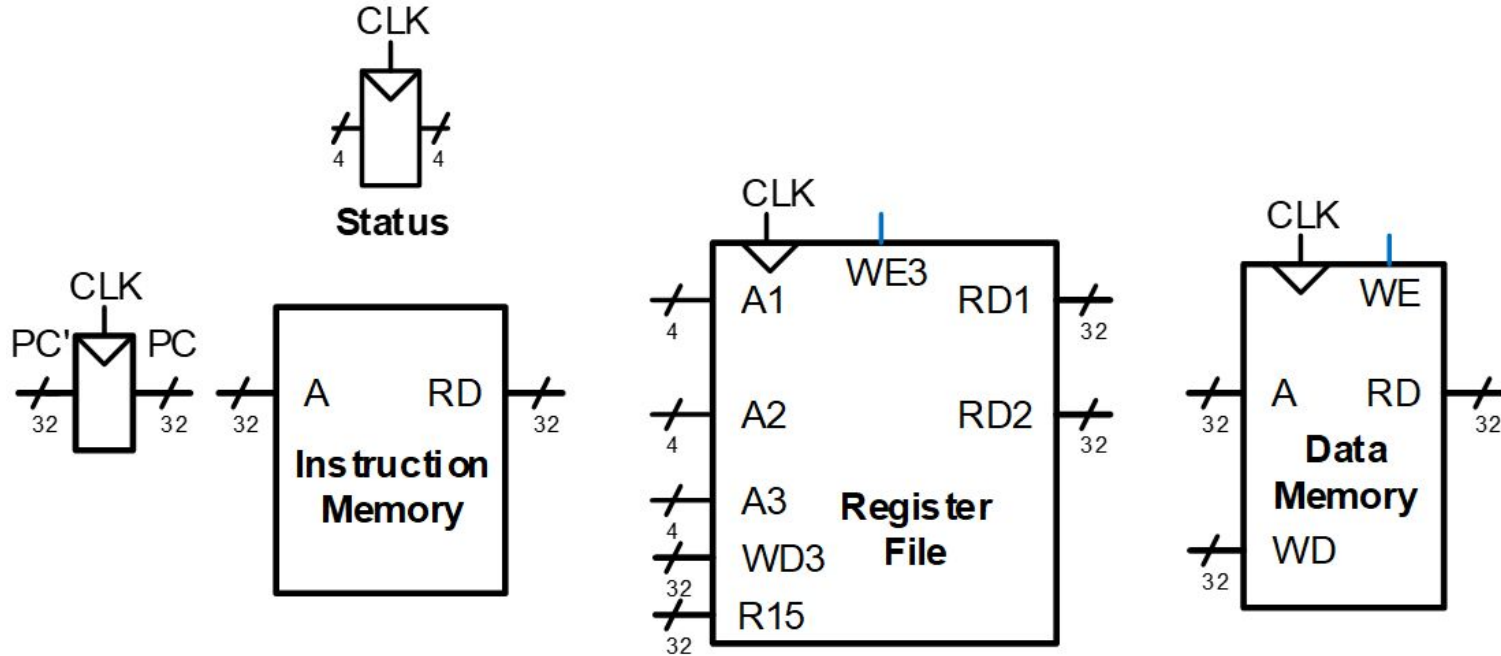 CLK
4
4
Status
CLK
PC'
PC
32
32
32
A
RD
32
Instruction
Memory
CLK
WE3
A1
4
RD1
32
A2
4
RD2
32
A3
4
Register
File
WD3
32
R15
32
CLK
WE
A
32
RD
32
Data
Memory
WD
32